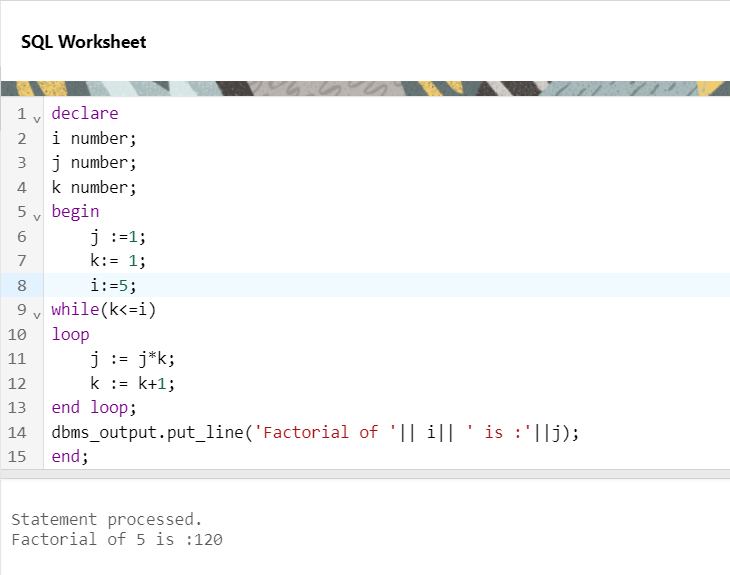 SQL Worksheet
1 declare
2 i number;
3 j number;
4 k number;
5 begin
6 j :=1;
7 k:= 1;
8 i:=5;
9 while(k<=i)
10 loop
11 j := j*k;
12 k := k+1;
13 end loop;
14 dbms_output.put_line('Factorial of '|| i|| ' is :'||j);
15 end;
Statement processed.
Factorial of 5 is :120